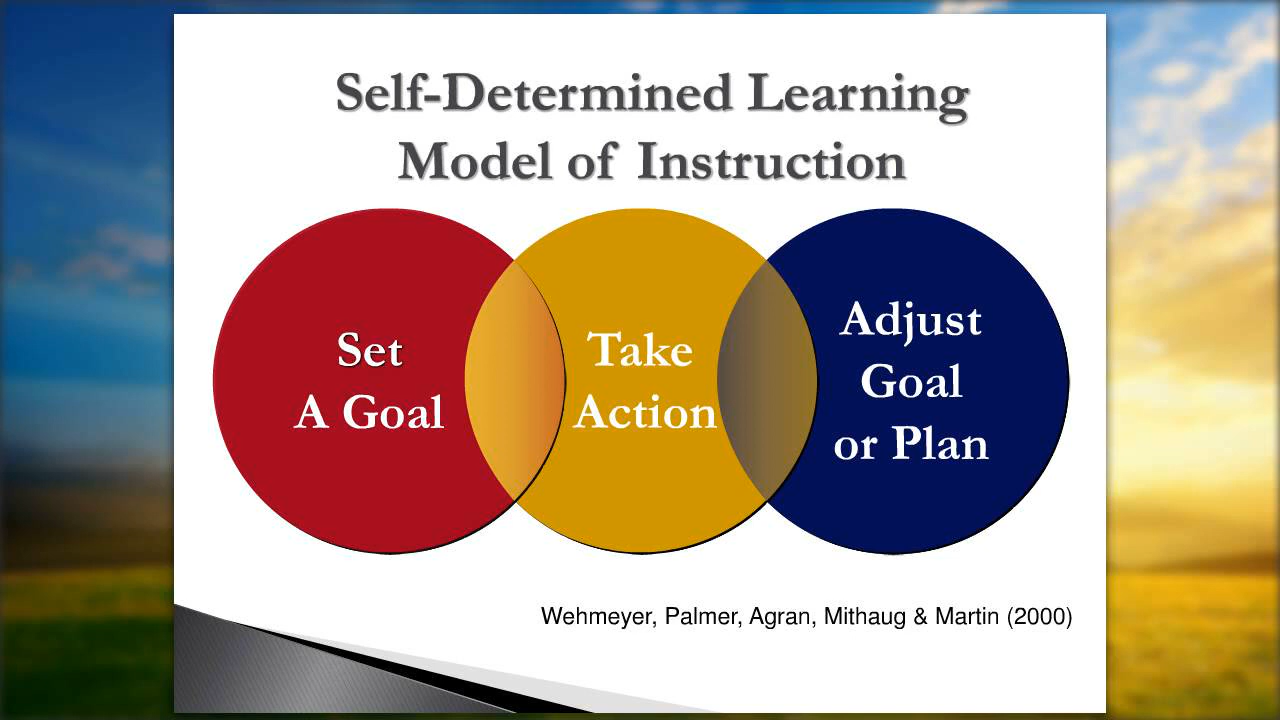 Self-Determined Learning
Model of Instruction
Set
A Goal
Take
Action
Adjust
Goal
or Plan
Wehmeyer, Palmer, Agran, Mithaug & Martin (2000)